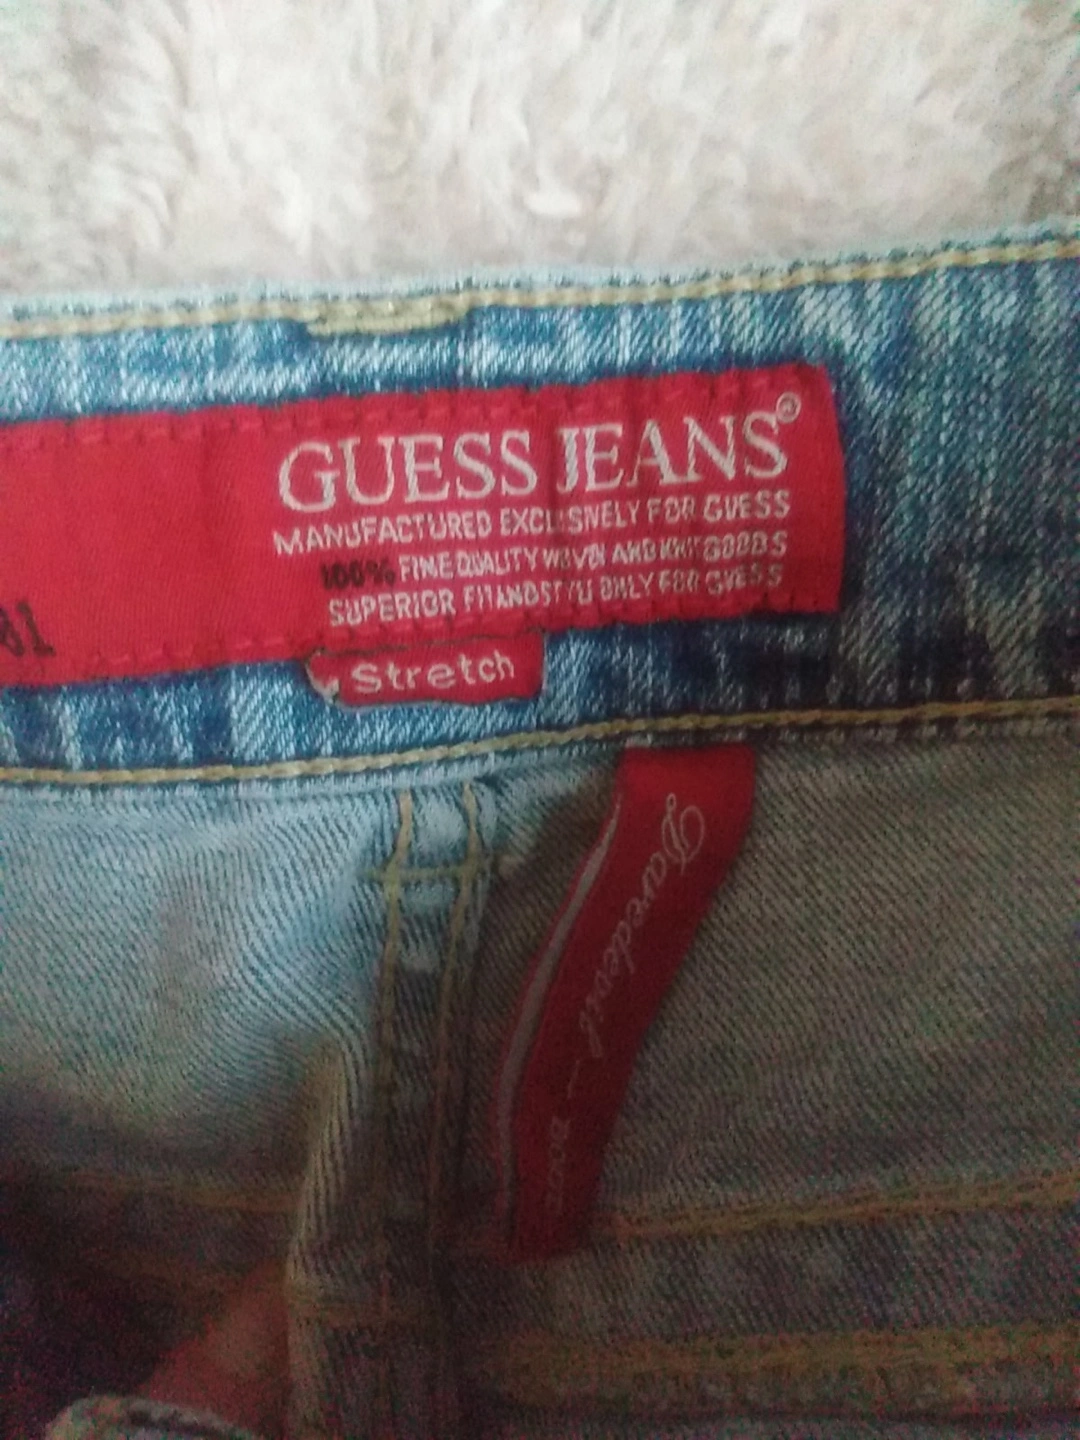 GUESS JEANS®
MANUFACTURED EXCLUSIVELY FOR GUESS
100% FINE QUALITY WOVEN AND KNIT GOODS
SUPERIOR FIT AND STYLE ONLY FOR GUESS
81
Stretch